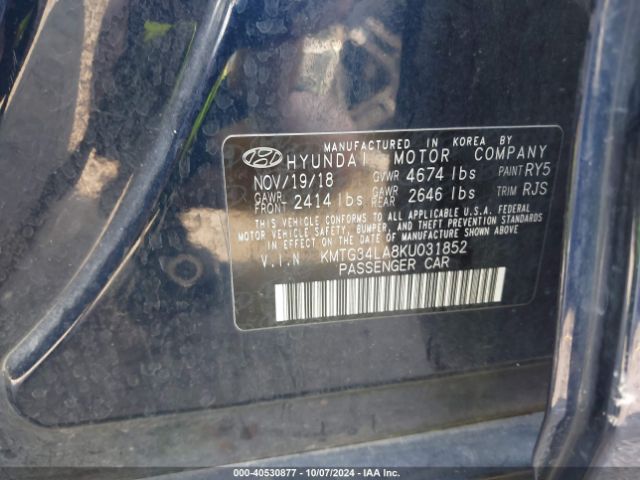 MANUFACTURED IN KOREA BY
HYUNDAI MOTOR COMPANY
NOV/19/18 GVWR 4674 lbs PAINT RY5
GAWR FRONT 2414 lbs GAWR REAR 2646 lbs TRIM RJS
THIS VEHICLE CONFORMS TO ALL APPLICABLE U.S.A. FEDERAL
MOTOR VEHICLE SAFETY, BUMPER, AND THEFT PREVENTION STANDARDS
IN EFFECT ON THE DATE OF MANUFACTURE SHOWN ABOVE.
V.I.N KMTG34LA8KU031852
PASSENGER CAR
000-40530877 - 10/07/2024 - IAA Inc.